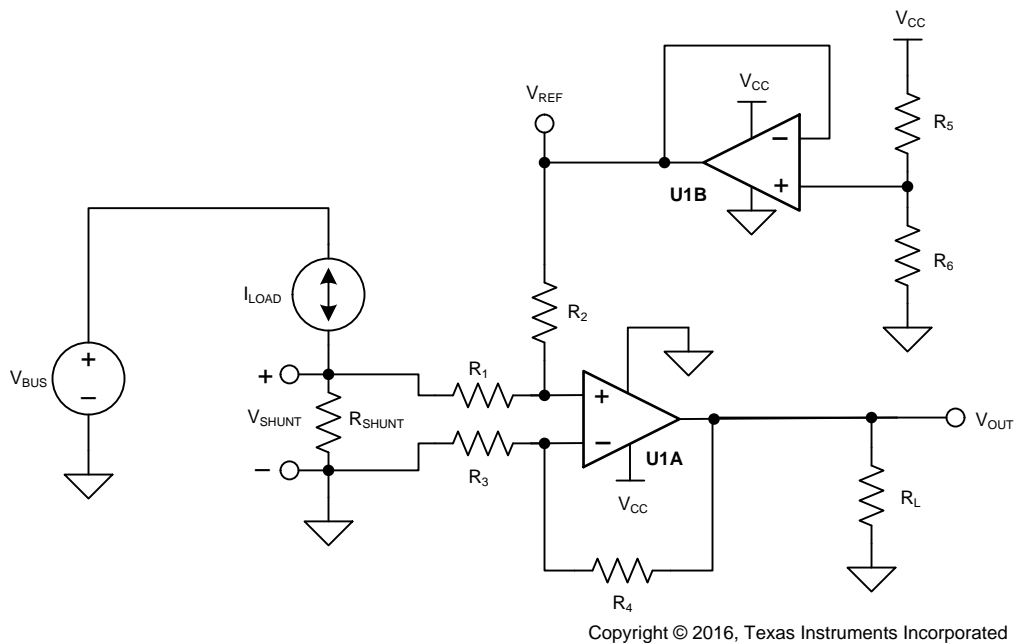 VCC
VCC
VREF
R5
U1B
R6
ILOAD
R2
VBUS
+
−
+
VSHUNT
−
RSHUNT
R1
R3
+
−
U1A
VCC
VOUT
RL
R4
−
+
Copyright © 2016, Texas Instruments Incorporated